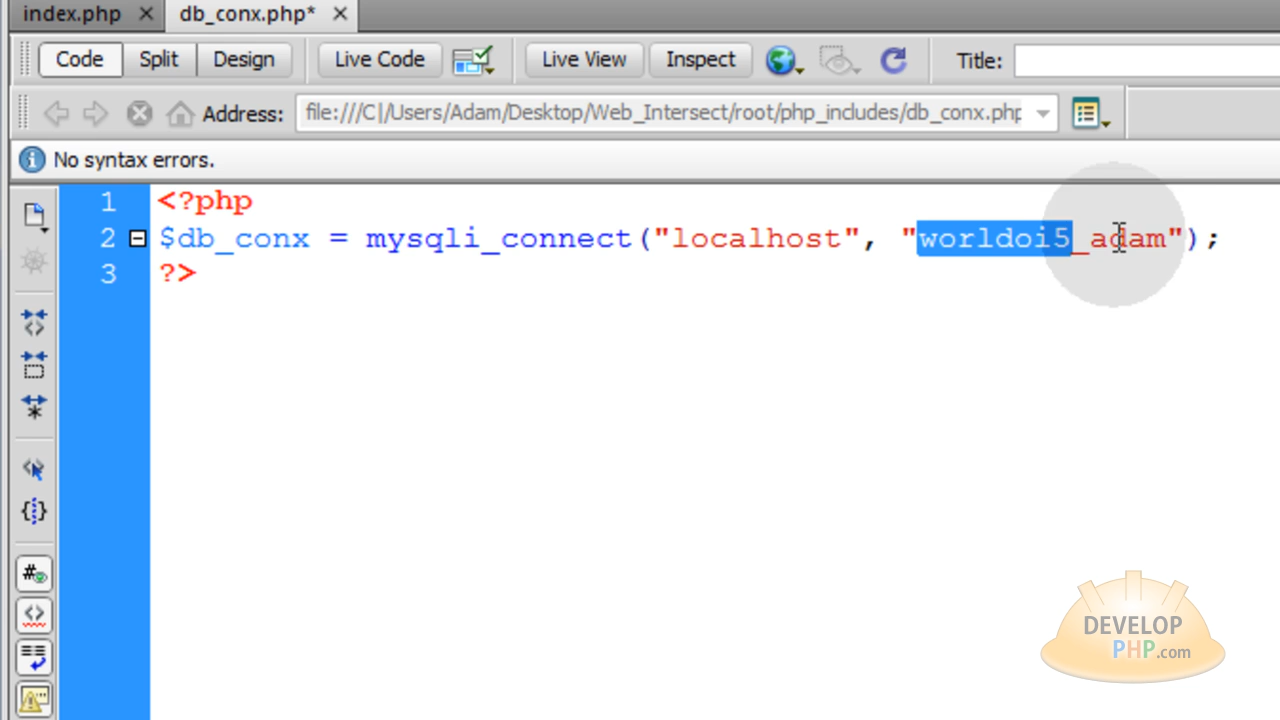 index.php
db_conx.php*
Code Split Design Live Code Live View Inspect Title:
Address: file:///C|/Users/Adam/Desktop/Web_Intersect/root/php_includes/db_conx.php
No syntax errors.
1 <?php
2 $db_conx = mysqli_connect("localhost", "worldoi5_adam");
3 ?>
DEVELOP
PHP.com